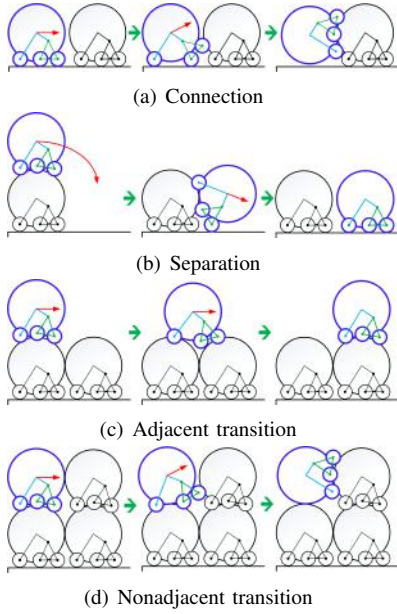 (a) Connection
(b) Separation
(c) Adjacent transition
(d) Nonadjacent transition